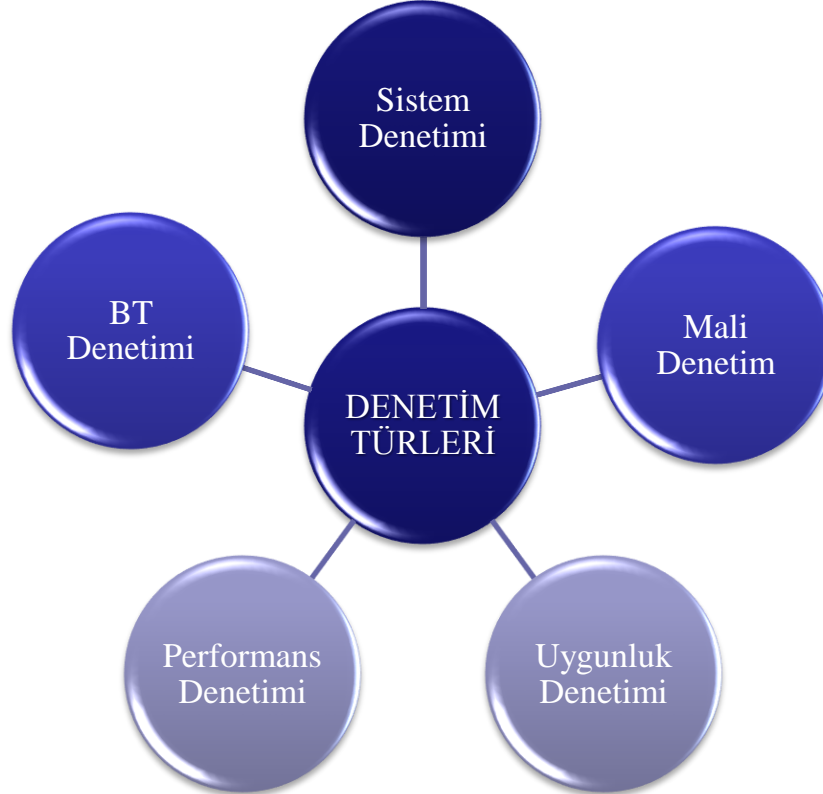 Sistem
Denetimi
BT
Denetimi
Mali
Denetim
DENETİM
TÜRLERİ
Performans
Denetimi
Uygunluk
Denetimi